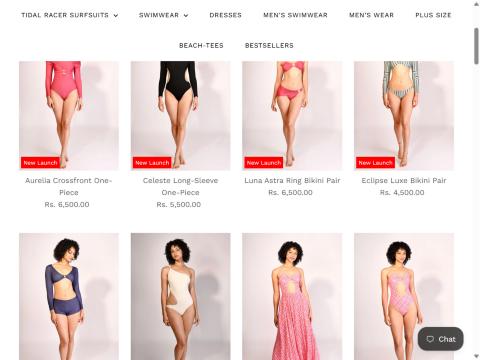 TIDAL RACER SURFSUITS SWIMWEAR DRESSES MEN'S SWIMWEAR MEN'S WEAR PLUS SIZE
BEACH-TEES BESTSELLERS
New Launch New Launch New Launch New Launch
Aurelia Crossfront One-
Piece
Rs. 6,500.00
Celeste Long-Sleeve
One-Piece
Rs. 5,500.00
Luna Astra Ring Bikini Pair
Rs. 6,500.00
Eclipse Luxe Bikini Pair
Rs. 4,500.00
Chat